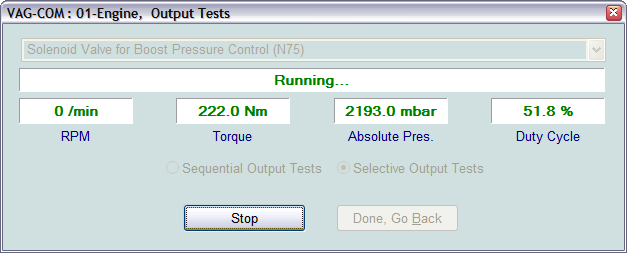 VAG-COM : 01-Engine, Output Tests
Solenoid Valve for Boost Pressure Control (N75)
Running...
0 /min 222.0 Nm 2193.0 mbar 51.8 %
RPM Torque Absolute Pres. Duty Cycle
Sequential Output Tests Selective Output Tests
Stop Done, Go Back